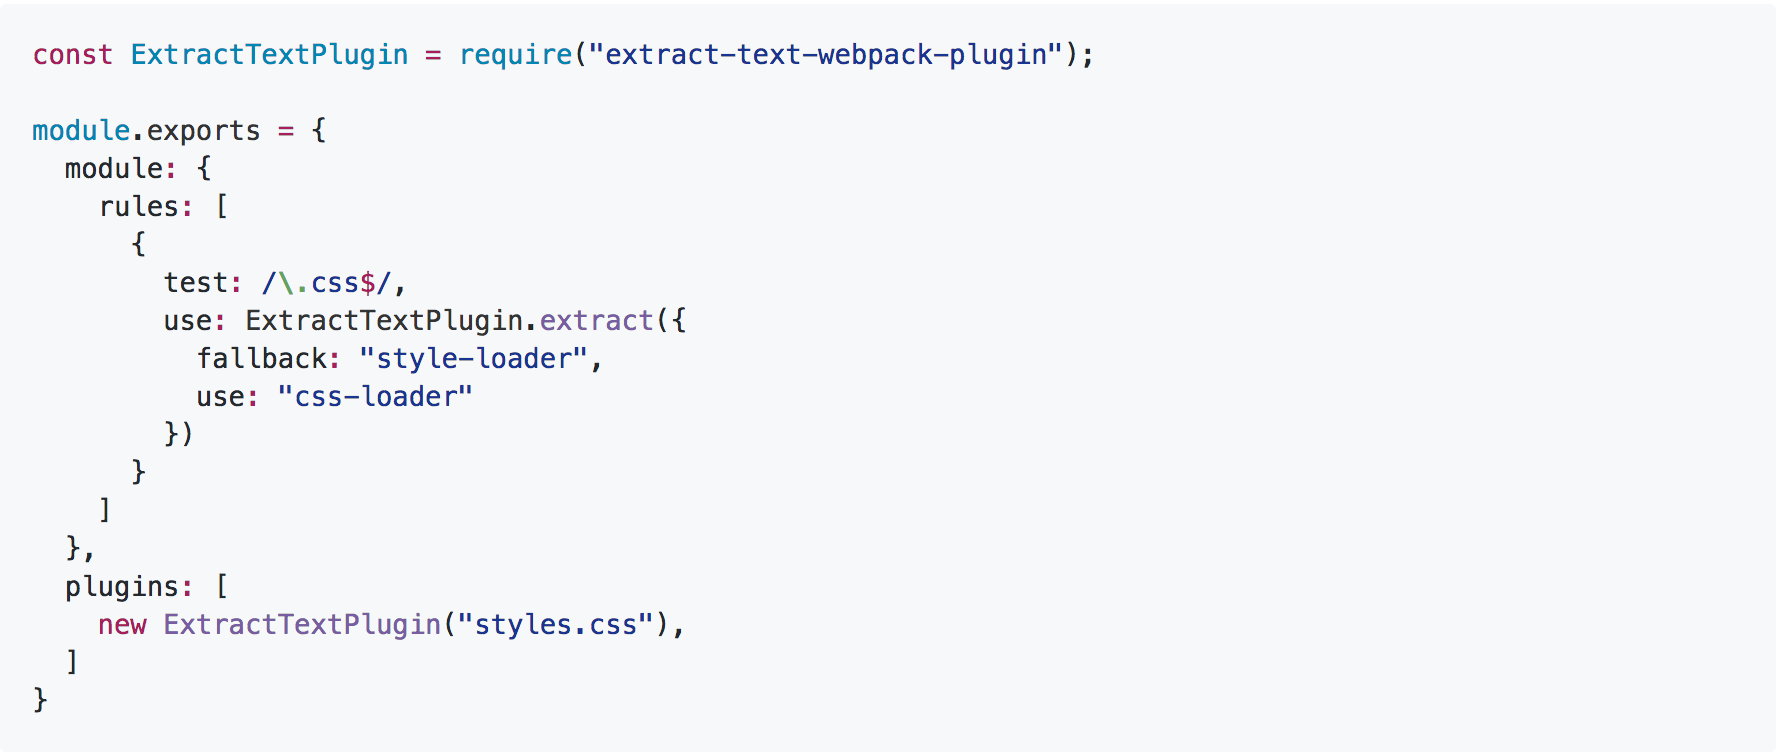 const ExtractTextPlugin = require("extract-text-webpack-plugin");

module.exports = {
  module: {
    rules: [
      {
        test: /\.css$/,
        use: ExtractTextPlugin.extract({
          fallback: "style-loader",
          use: "css-loader"
        })
      }
    ]
  },
  plugins: [
    new ExtractTextPlugin("styles.css"),
  ]
}